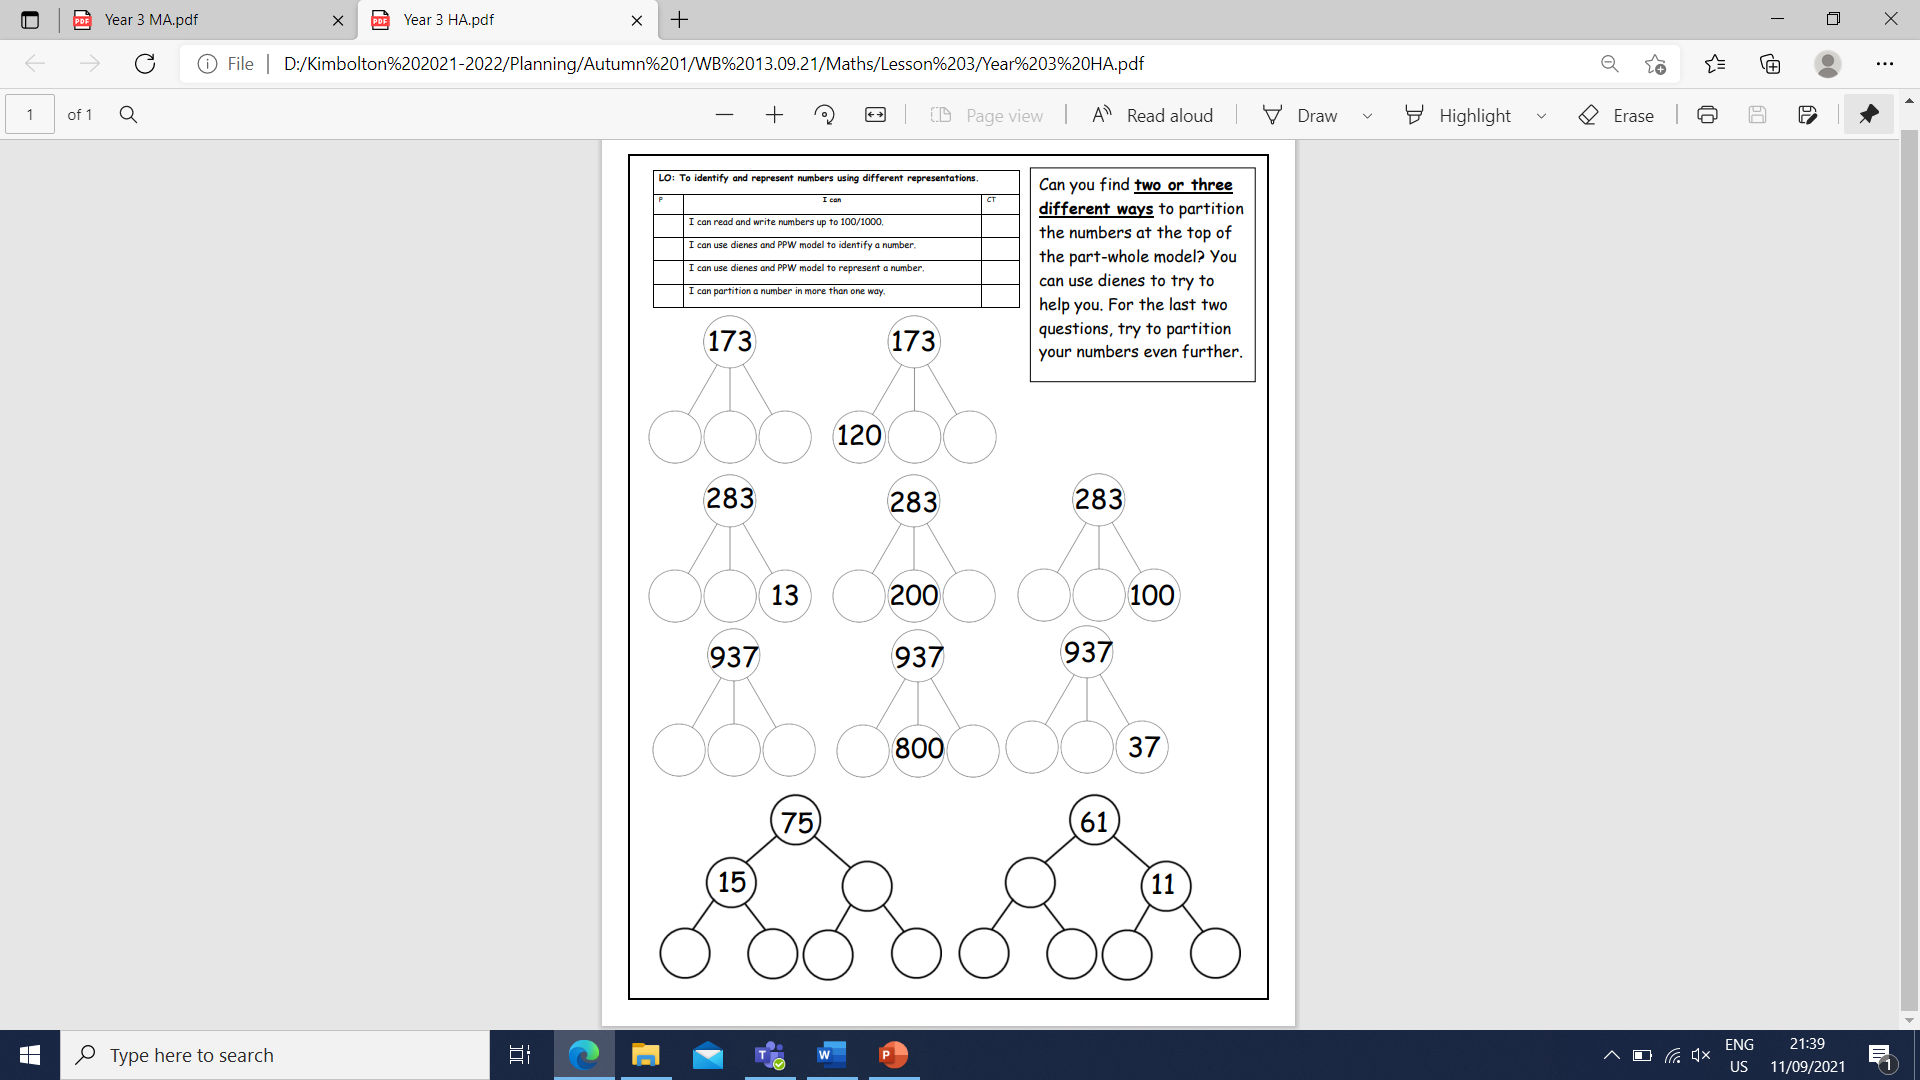 Year 3 MA.pdf
Year 3 HA.pdf
File
D:/Kimbolton%202021-2022/Planning/Autumn%201/WB%2013.09.21/Maths/Lesson%203/Year%203%20HA.pdf
1 of 1
Page view
Read aloud
Draw
Highlight
Erase
LO: To identify and represent numbers using different representations.
P I can CT
I can read and write numbers up to 100/1000.
I can use dienes and PPW model to identify a number.
I can use dienes and PPW model to represent a number.
I can partition a number in more than one way.
Can you find two or three
different ways to partition
the numbers at the top of
the part-whole model? You
can use dienes to try to
help you. For the last two
questions, try to partition
your numbers even further.
173 173
120
283 283 283
13 200 100
937 937 937
800 37
75 61
15 11
Type here to search
ENG
US
21:39
11/09/2021
1